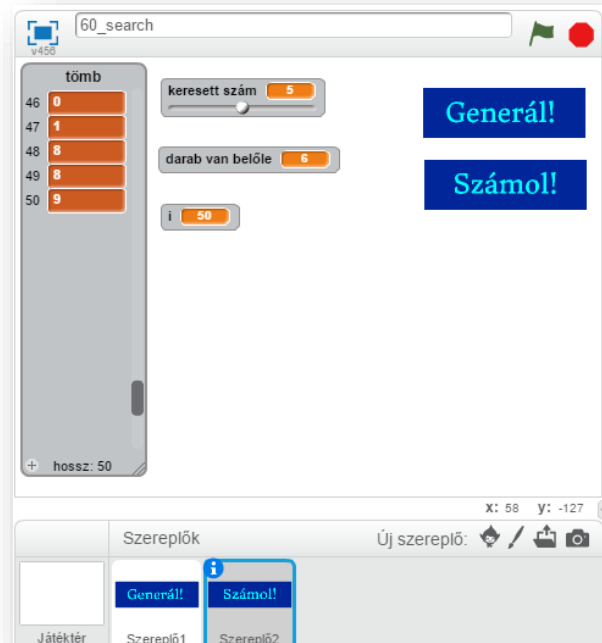 60_search
v456
tömb
46 0
47 1
48 8
49 8
50 9
+ hossz: 50
keresett szám 5
darab van belőle 6
i 50
Generál!
Számol!
x: 58 y: -127
Szereplők
Új szereplő:
Játéktér
Generál!
Szereplő1
i
Számol!
Szereplő2